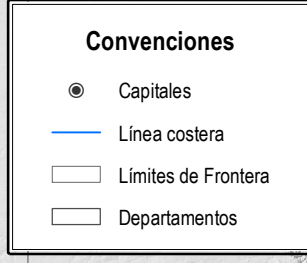 Convenciones
Capitales
Línea costera
Límites de Frontera
Departamentos